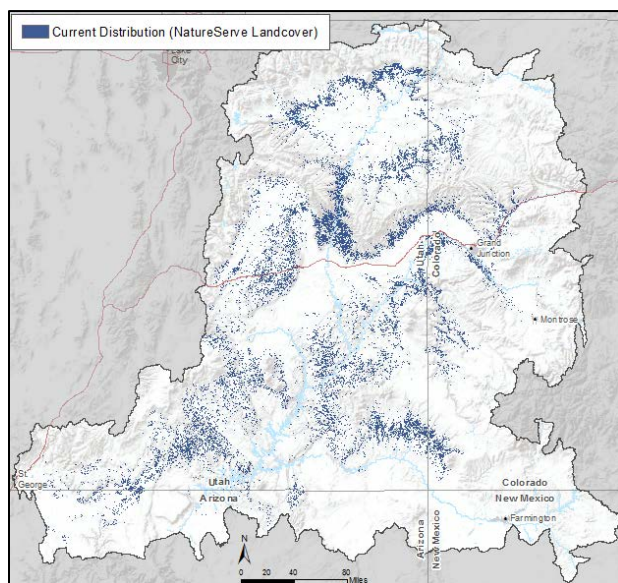 Current Distribution (NatureServe Landcover)
Lake
City
Utah
Colorado
Grand
Junction
Montrose
St.
George
Utah
Arizona
Colorado
New Mexico
Farmington
Arizona
New Mexico
N
0 20 40 80
Miles